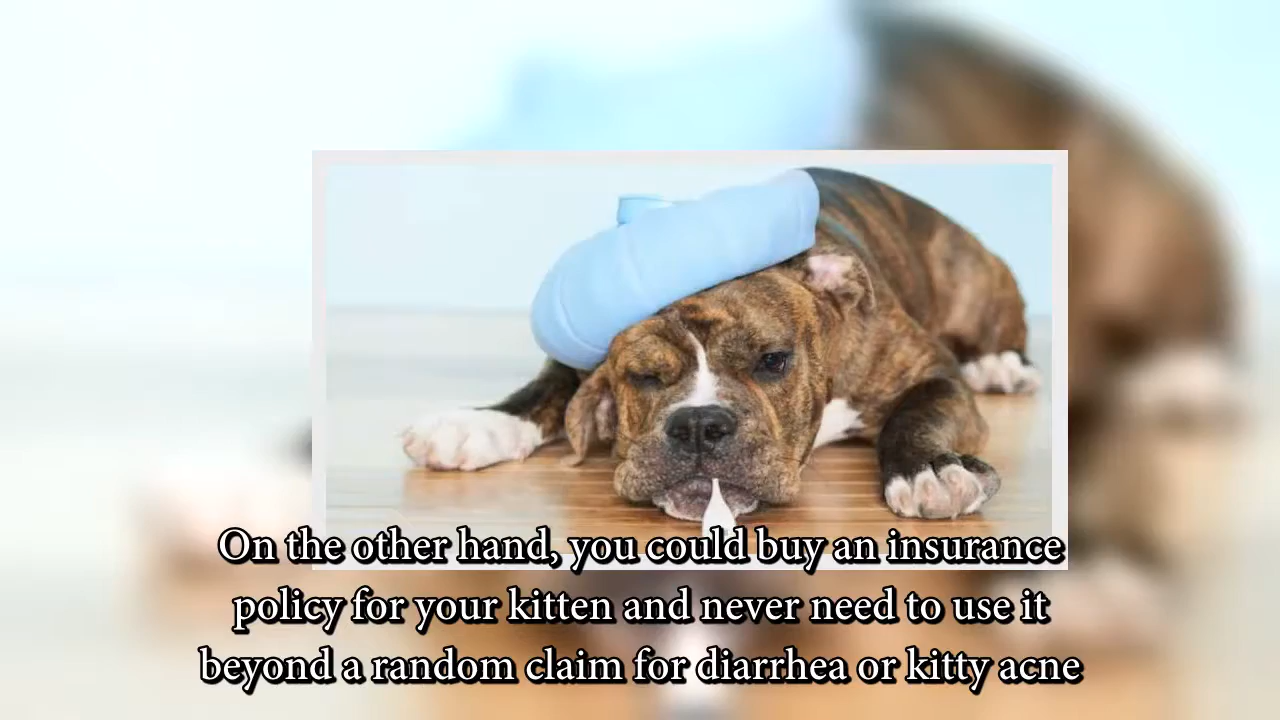 On the other hand, you could buy an insurance
policy for your kitten and never need to use it
beyond a random claim for diarrhea or kitty acne